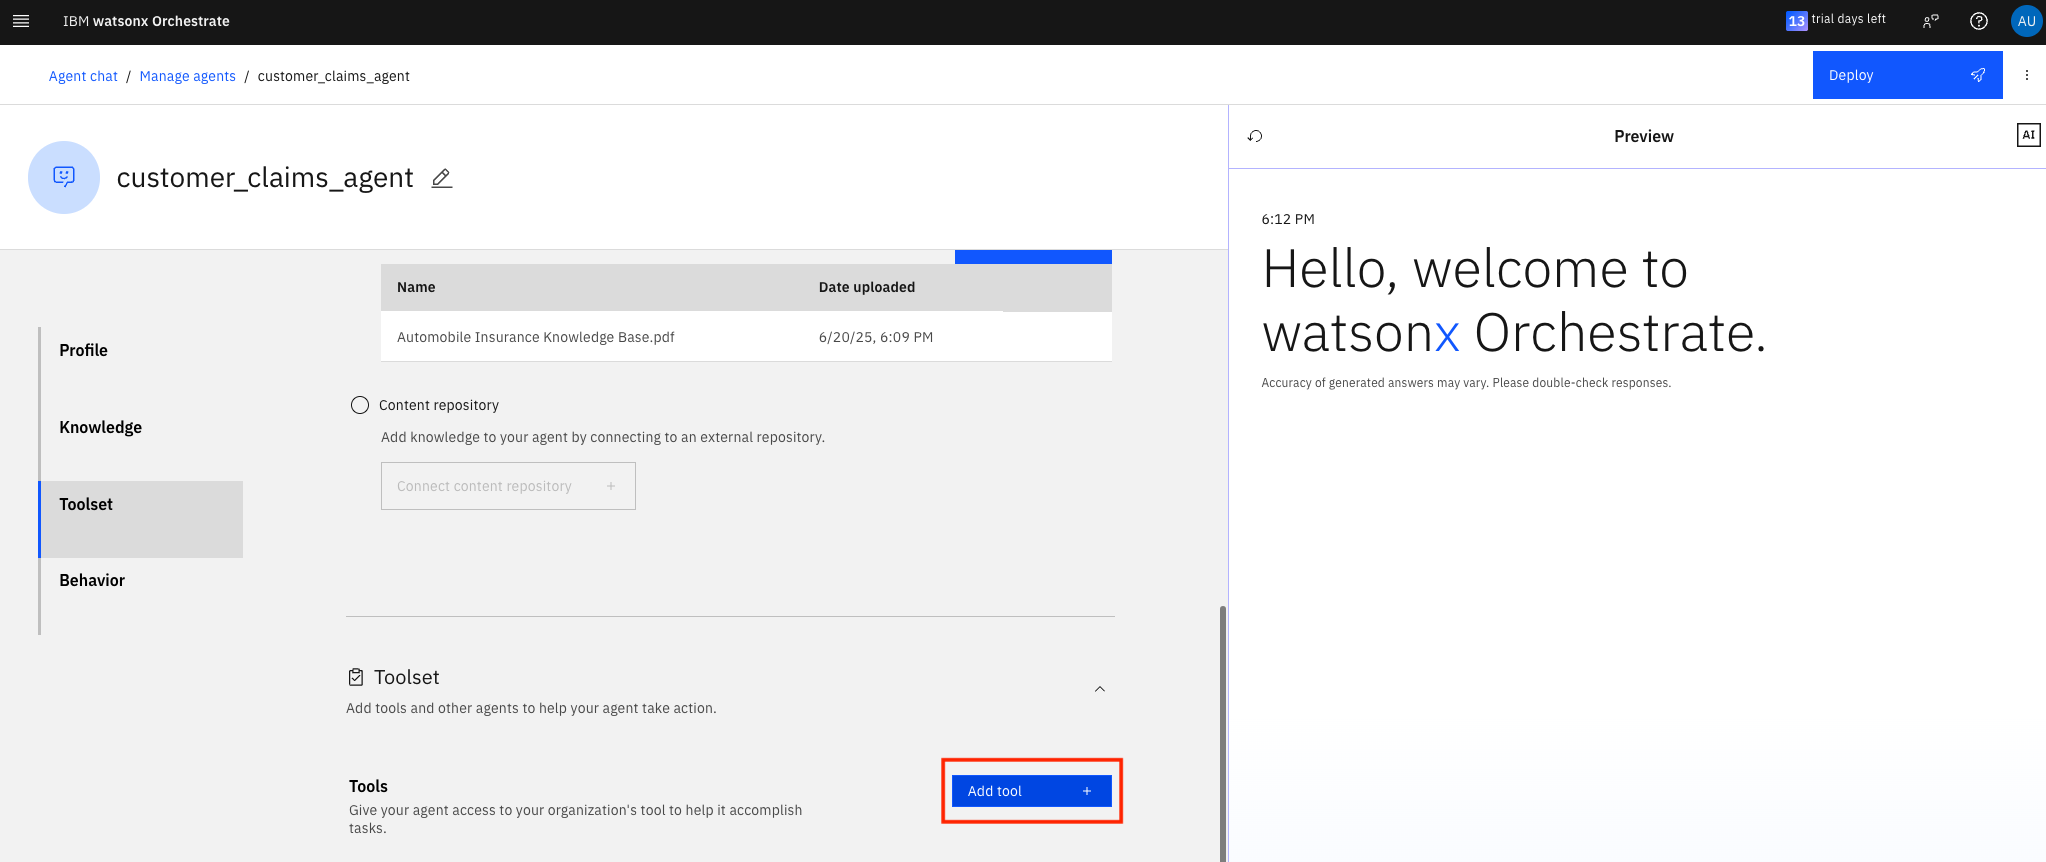 IBM watsonx Orchestrate
13 trial days left
AU
Agent chat / Manage agents / customer_claims_agent
Deploy
customer_claims_agent
Profile
Knowledge
Toolset
Behavior
Name Date uploaded
Automobile Insurance Knowledge Base.pdf 6/20/25, 6:09 PM
Content repository
Add knowledge to your agent by connecting to an external repository.
Connect content repository +
Toolset
Add tools and other agents to help your agent take action.
Tools
Give your agent access to your organization's tool to help it accomplish
tasks.
Add tool +
Preview
AI
6:12 PM
Hello, welcome to
watsonx Orchestrate.
Accuracy of generated answers may vary. Please double-check responses.